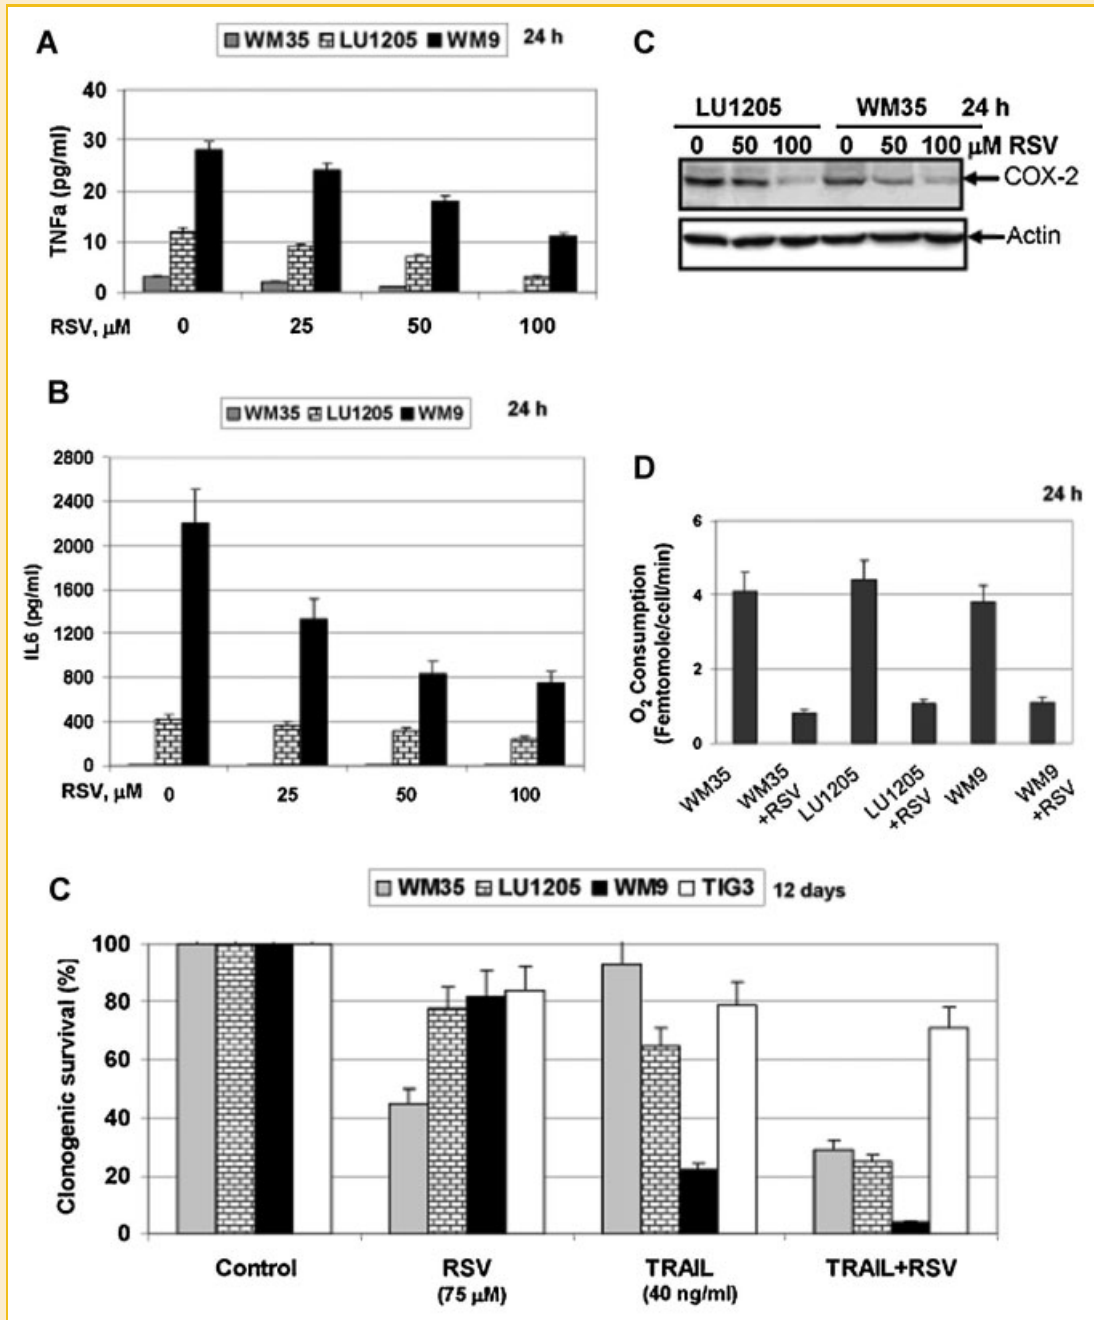 A
WM35 LU1205 WM9 24 h
TNFa (pg/ml)
40
30
20
10
0
RSV, μM 0 25 50 100
B
WM35 LU1205 WM9 24 h
IL6 (pg/ml)
2800
2400
2000
1600
1200
800
400
0
RSV, μM 0 25 50 100
C
LU1205 WM35 24 h
0 50 100 0 50 100 μM RSV
COX-2
Actin
D
24 h
O2 Consumption
(Femtomole/cell/min)
6
4
2
0
WM35
WM35
+RSV
LU1205
LU1205
+RSV
WM9
WM9
+RSV
C
WM35 LU1205 WM9 TIG3 12 days
Clonogenic survival (%)
100
80
60
40
20
0
Control RSV TRAIL TRAIL+RSV
(75 μM) (40 ng/ml)